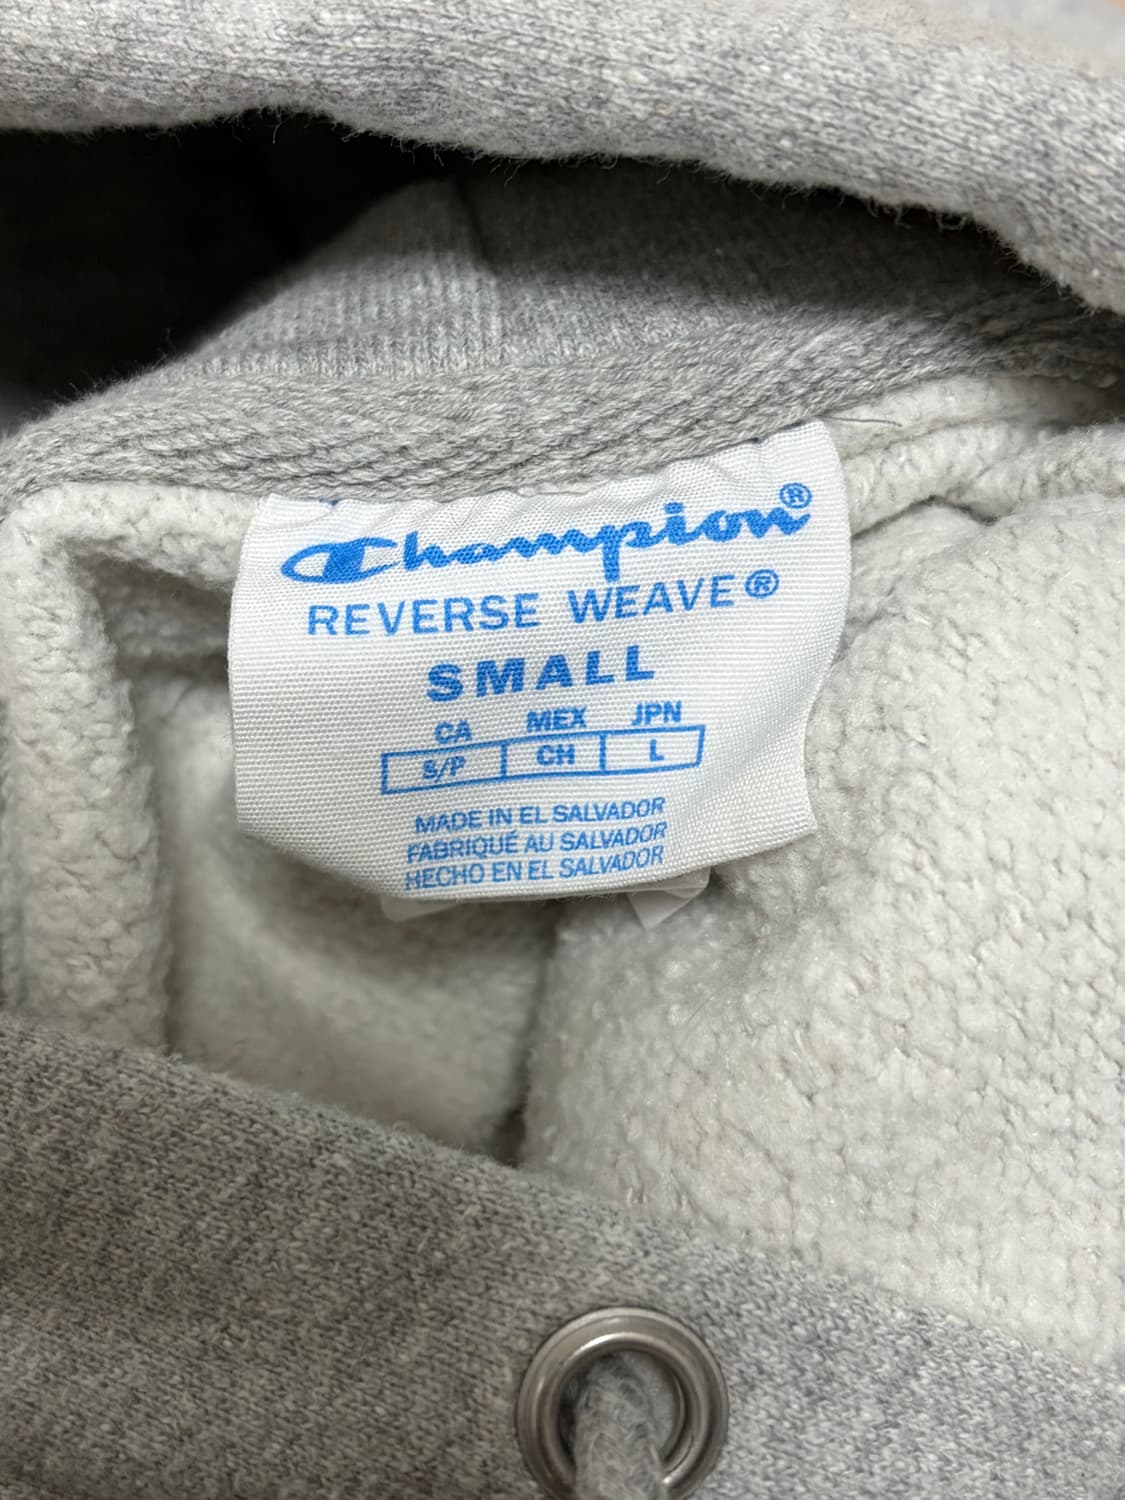 Champion®
REVERSE WEAVE®
SMALL
CA MEX JPN
S/P CH L
MADE IN EL SALVADOR
FABRIQUÉ AU SALVADOR
HECHO EN EL SALVADOR